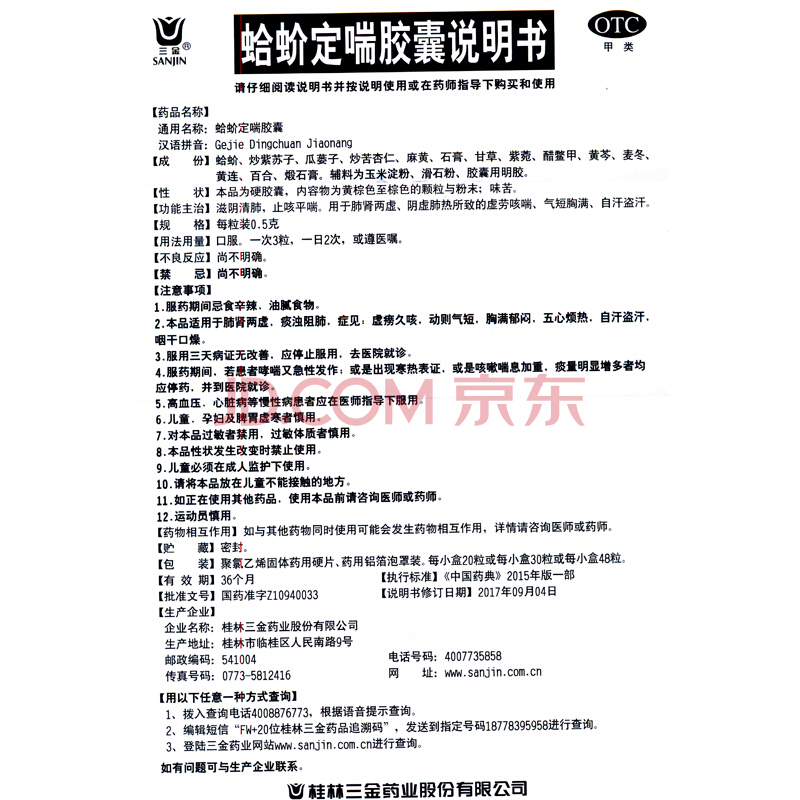 三金®
SANJIN
蛤蚧定喘胶囊说明书
OTC
甲类
请仔细阅读说明书并按说明使用或在药师指导下购买和使用
【药品名称】
通用名称：蛤蚧定喘胶囊
汉语拼音：Gejie Dingchuan Jiaonang
【成　份】蛤蚧、炒紫苏子、瓜蒌子、炒苦杏仁、麻黄、石膏、甘草、紫菀、醋鳖甲、黄芩、麦冬、
黄连、百合、煅石膏。辅料为玉米淀粉、滑石粉、胶囊用明胶。
【性　状】本品为硬胶囊，内容物为黄棕色至棕色的颗粒与粉末；味苦。
【功能主治】滋阴清肺，止咳平喘。用于肺肾两虚、阴虚肺热所致的虚劳咳喘、气短胸满、自汗盗汗。
【规　格】每粒装0.5克
【用法用量】口服。一次3粒，一日2次，或遵医嘱。
【不良反应】尚不明确。
【禁　忌】尚不明确。
【注意事项】
1.服药期间忌食辛辣，油腻食物。
2.本品适用于肺肾两虚，痰浊阻肺，症见：虚痨久咳，动则气短，胸满郁闷，五心烦热，自汗盗汗，
咽干口燥。
3.服用三天病证无改善，应停止服用，去医院就诊。
4.服药期间，若患者哮喘又急性发作；或是出现寒热表证，或是咳嗽喘息加重，痰量明显增多者均
应停药，并到医院就诊。
5.高血压，心脏病等慢性病患者应在医师指导下服用。
6.儿童，孕妇及脾胃虚寒者慎用。
7.对本品过敏者禁用，过敏体质者慎用。
8.本品性状发生改变时禁止使用。
9.儿童必须在成人监护下使用。
10.请将本品放在儿童不能接触的地方。
11.如正在使用其他药品，使用本品前请咨询医师或药师。
12.运动员慎用。
【药物相互作用】如与其他药物同时使用可能会发生药物相互作用，详情请咨询医师或药师。
【贮　藏】密封。
【包　装】聚氯乙烯固体药用硬片、药用铝箔泡罩装。每小盒20粒或每小盒30粒或每小盒48粒。
【有 效 期】36个月　【执行标准】《中国药典》2015年版一部
【批准文号】国药准字Z10940033　【说明书修订日期】2017年09月04日
【生产企业】
企业名称：桂林三金药业股份有限公司
生产地址：桂林市临桂区人民南路9号
邮政编码：541004　电话号码：4007735858
传真号码：0773-5812416　网　址：www.sanjin.com.cn
【用以下任意一种方式查询】
1、拨入查询电话4008876773，根据语音提示查询。
2、编辑短信“FW+20位桂林三金药品追溯码”，发送到指定号码18778395958进行查询。
3、登陆三金药业网站www.sanjin.com.cn进行查询。
如有问题可与生产企业联系。
桂林三金药业股份有限公司
JD.COM 京东